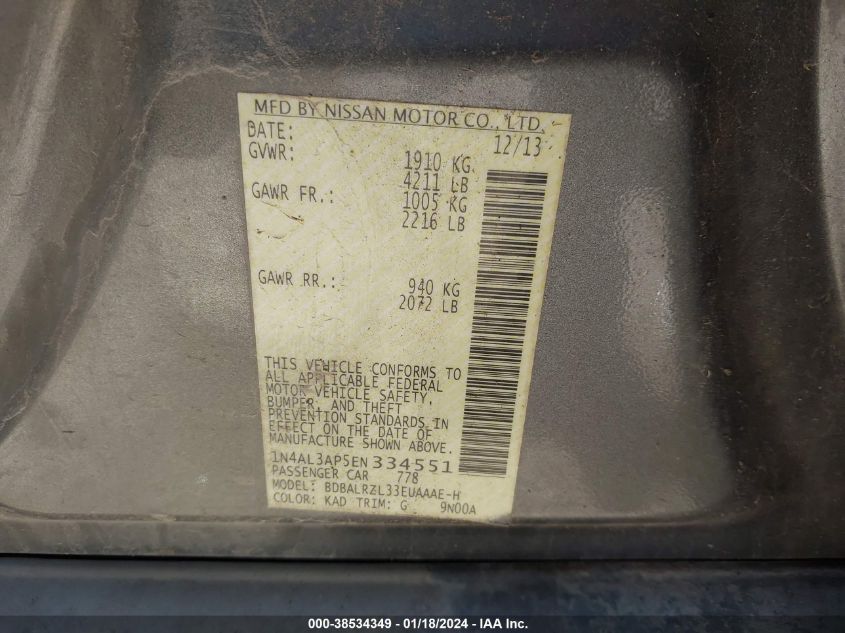 MFD BY NISSAN MOTOR CO., LTD.
DATE: 12/13
GVWR: 1910 KG
4211 LB
GAWR FR.: 1005 KG
2216 LB
GAWR RR.: 940 KG
2072 LB
THIS VEHICLE CONFORMS TO
ALL APPLICABLE FEDERAL
MOTOR VEHICLE SAFETY,
BUMPER, AND THEFT
PREVENTION STANDARDS IN
EFFECT ON THE DATE OF
MANUFACTURE SHOWN ABOVE.
1N4AL3AP5EN334551
PASSENGER CAR 778
MODEL: BDBALRZL33EUAAAE-H
COLOR: KAD TRIM: G 9N00A
000-38534349 - 01/18/2024 - IAA Inc.